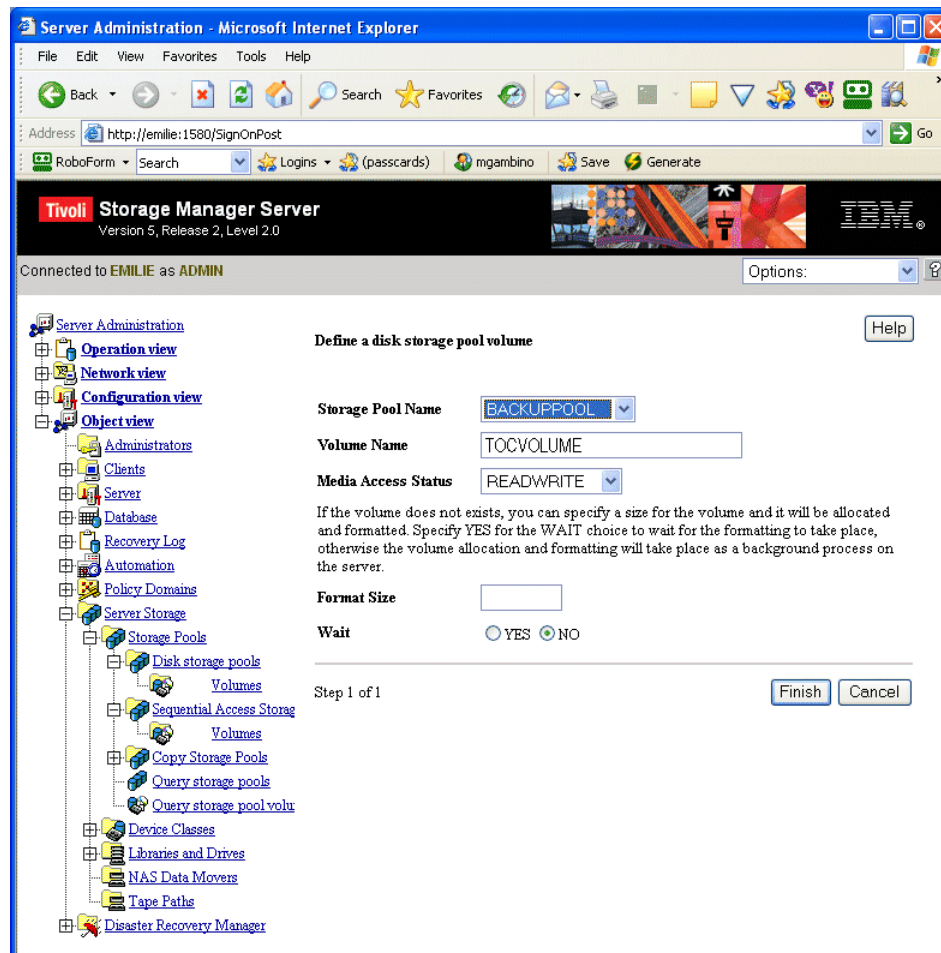 Server Administration - Microsoft Internet Explorer
File Edit View Favorites Tools Help
Back Search Favorites
Address http://emilie:1580/SignOnPost Go
RoboForm Search Logins (passcards) mgambino Save Generate
Tivoli Storage Manager Server
Version 5, Release 2, Level 2.0
IBM®
Connected to EMILIE as ADMIN
Options:
Server Administration
Operation view
Network view
Configuration view
Object view
Administrators
Clients
Server
Database
Recovery Log
Automation
Policy Domains
Server Storage
Storage Pools
Disk storage pools
Volumes
Sequential Access Storag
Volumes
Copy Storage Pools
Query storage pools
Query storage pool volu
Device Classes
Libraries and Drives
NAS Data Movers
Tape Paths
Disaster Recovery Manager
Help
Define a disk storage pool volume
Storage Pool Name BACKUPPOOL
Volume Name TOCVOLUME
Media Access Status READWRITE
If the volume does not exists, you can specify a size for the volume and it will be allocated
and formatted. Specify YES for the WAIT choice to wait for the formatting to take place,
otherwise the volume allocation and formatting will take place as a background process on
the server.
Format Size
Wait YES NO
Step 1 of 1 Finish Cancel